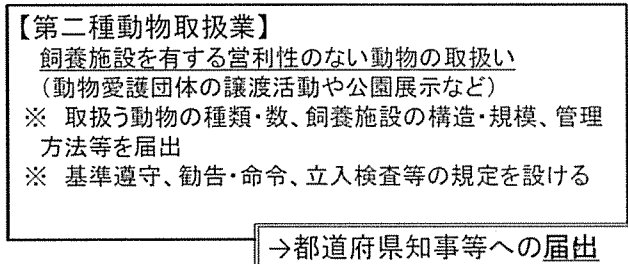 【第二種動物取扱業】
飼養施設を有する営利性のない動物の取扱い
（動物愛護団体の譲渡活動や公園展示など）
※ 取扱う動物の種類・数、飼養施設の構造・規模、管理
方法等を届出
※ 基準遵守、勧告・命令、立入検査等の規定を設ける
→都道府県知事等への届出